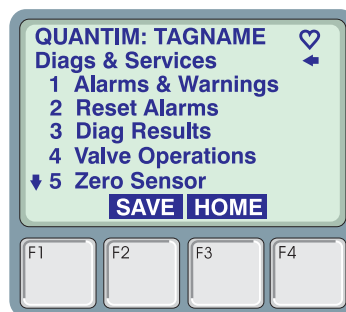 QUANTIM: TAGNAME
Diags & Services
1 Alarms & Warnings
2 Reset Alarms
3 Diag Results
4 Valve Operations
5 Zero Sensor
SAVE HOME
F1 F2 F3 F4